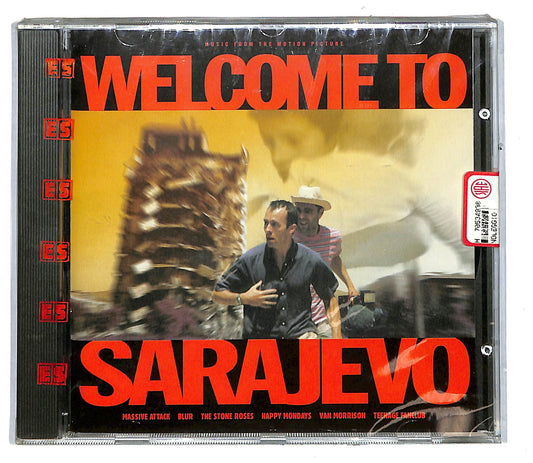 MUSIC FROM THE MOTION PICTURE
WELCOME TO
SARAJEVO
MASSIVE ATTACK BLUR THE STONE ROSES HAPPY MONDAYS VAN MORRISON TEENAGE FANCLUB
ES
ES
ES
ES
ES
ES
NOLEGGIO